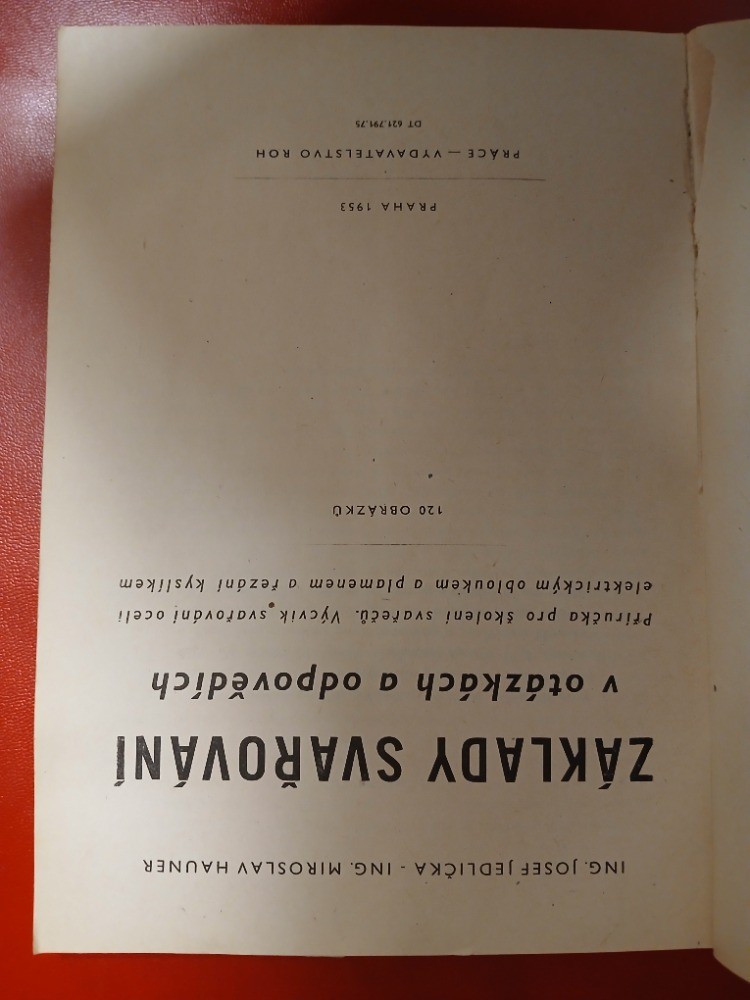 ING. JOSEF JEDLIČKA - ING. MIROSLAV HAUNER
ZÁKLADY SVAŘOVÁNÍ
v otázkách a odpovědích
Příručka pro školení svařečů. Výcvik svařování oceli
elektrickým obloukem a plamenem a řezání kyslíkem
120 OBRÁZKŮ
PRAHA 1953
PRÁCE — VYDAVATELSTVO ROH
DT 621.791.75